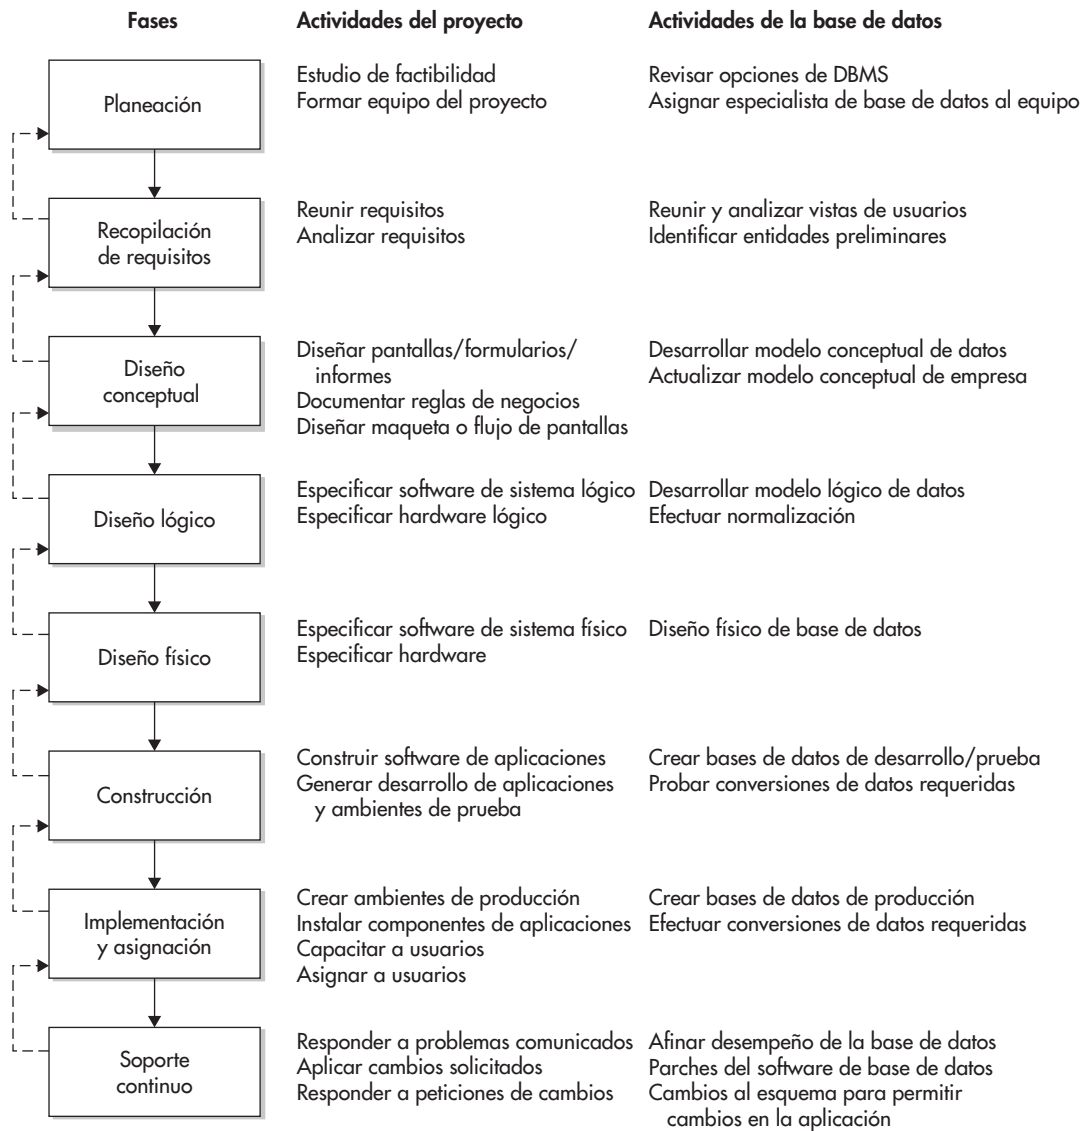 Fases
Actividades del proyecto
Actividades de la base de datos
Planeación
Estudio de factibilidad
Formar equipo del proyecto
Revisar opciones de DBMS
Asignar especialista de base de datos al equipo
Recopilación
de requisitos
Reunir requisitos
Analizar requisitos
Reunir y analizar vistas de usuarios
Identificar entidades preliminares
Diseño
conceptual
Diseñar pantallas/formularios/
informes
Documentar reglas de negocios
Diseñar maqueta o flujo de pantallas
Desarrollar modelo conceptual de datos
Actualizar modelo conceptual de empresa
Diseño lógico
Especificar software de sistema lógico
Especificar hardware lógico
Desarrollar modelo lógico de datos
Efectuar normalización
Diseño físico
Especificar software de sistema físico
Especificar hardware
Diseño físico de base de datos
Construcción
Construir software de aplicaciones
Generar desarrollo de aplicaciones
y ambientes de prueba
Crear bases de datos de desarrollo/prueba
Probar conversiones de datos requeridas
Implementación
y asignación
Crear ambientes de producción
Instalar componentes de aplicaciones
Capacitar a usuarios
Asignar a usuarios
Crear bases de datos de producción
Efectuar conversiones de datos requeridas
Soporte
continuo
Responder a problemas comunicados
Aplicar cambios solicitados
Responder a peticiones de cambios
Afinar desempeño de la base de datos
Parches del software de base de datos
Cambios al esquema para permitir
cambios en la aplicación